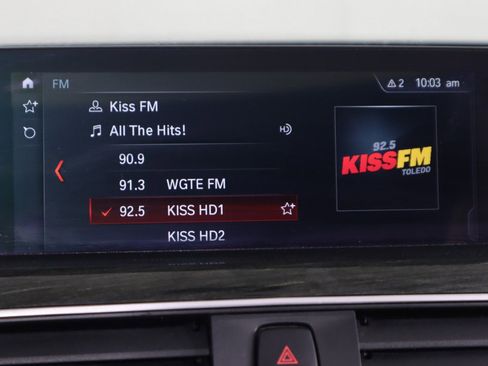 FM
2
10:03 am
Kiss FM
All The Hits!
HD
90.9
91.3 WGTE FM
92.5 KISS HD1
KISS HD2
92.5
KISSFM
TOLEDO